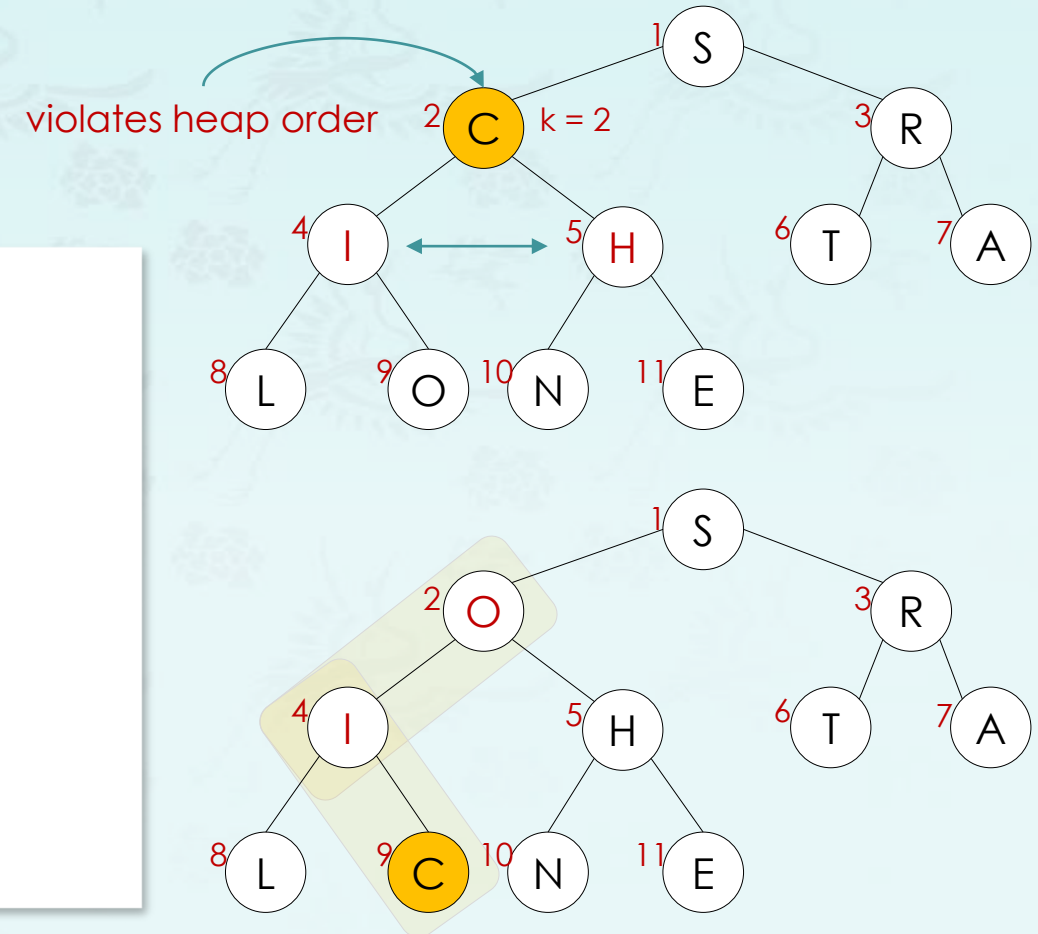 1 S
violates heap order 2 C k = 2 3 R
4 I 5 H 6 T 7 A
8 L 9 O 10 N 11 E
1 S
2 O 3 R
4 I 5 H 6 T 7 A
8 L 9 C 10 N 11 E